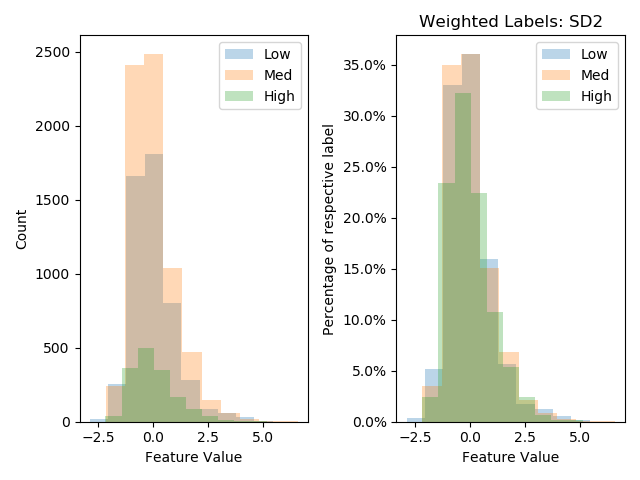 Weighted Labels: SD2
2500
2000
1500
1000
500
0
Count
−2.5
0.0
2.5
5.0
Feature Value
Low
Med
High
35.0%
30.0%
25.0%
20.0%
15.0%
10.0%
5.0%
0.0%
Percentage of respective label
−2.5
0.0
2.5
5.0
Feature Value
Low
Med
High